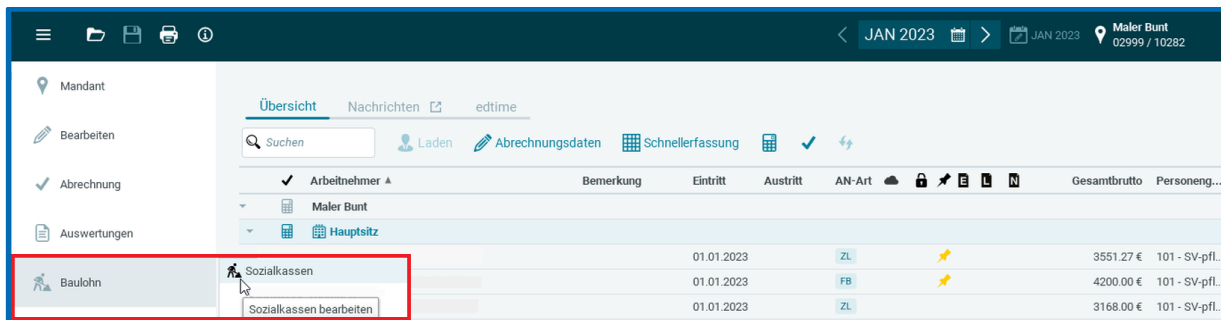 JAN 2023
JAN 2023
Maler Bunt
02999 / 10282
Mandant
Bearbeiten
Abrechnung
Auswertungen
Baulohn
Sozialkassen
Sozialkassen bearbeiten
Übersicht Nachrichten edtime
Suchen Laden Abrechnungsdaten Schnellerfassung
Arbeitnehmer Bemerkung Eintritt Austritt AN-Art E L N Gesamtbrutto Personeng...
Maler Bunt
Hauptsitz
01.01.2023 ZL 3551.27 € 101 - SV-pfl...
01.01.2023 FB 4200.00 € 101 - SV-pfl...
01.01.2023 ZL 3168.00 € 101 - SV-pfl...